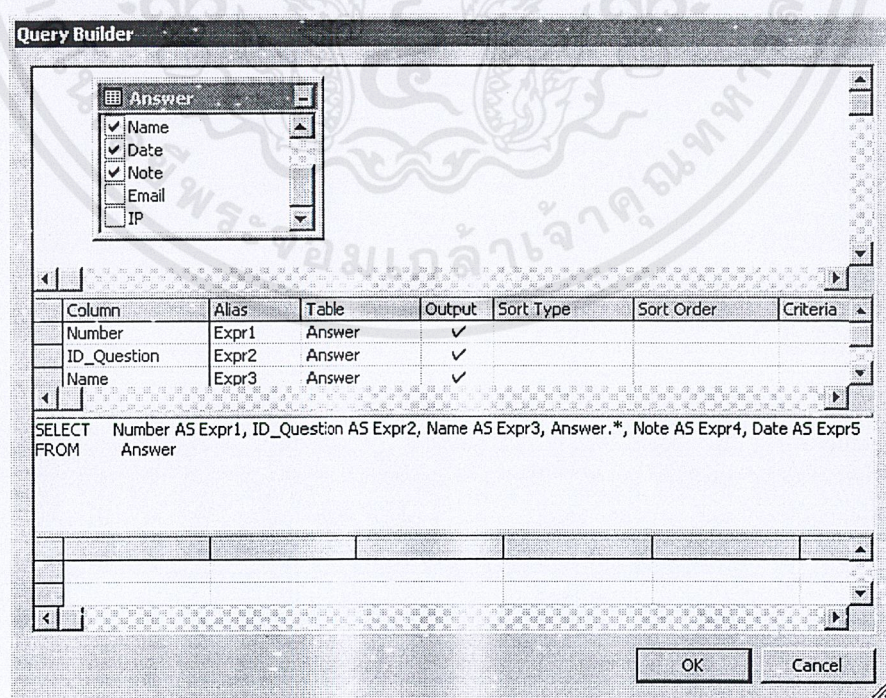 Query Builder
Answer
Name
Date
Note
Email
IP
Column Alias Table Output Sort Type Sort Order Criteria
Number Expr1 Answer
ID_Question Expr2 Answer
Name Expr3 Answer
SELECT Number AS Expr1, ID_Question AS Expr2, Name AS Expr3, Answer.*, Note AS Expr4, Date AS Expr5
FROM Answer
OK Cancel